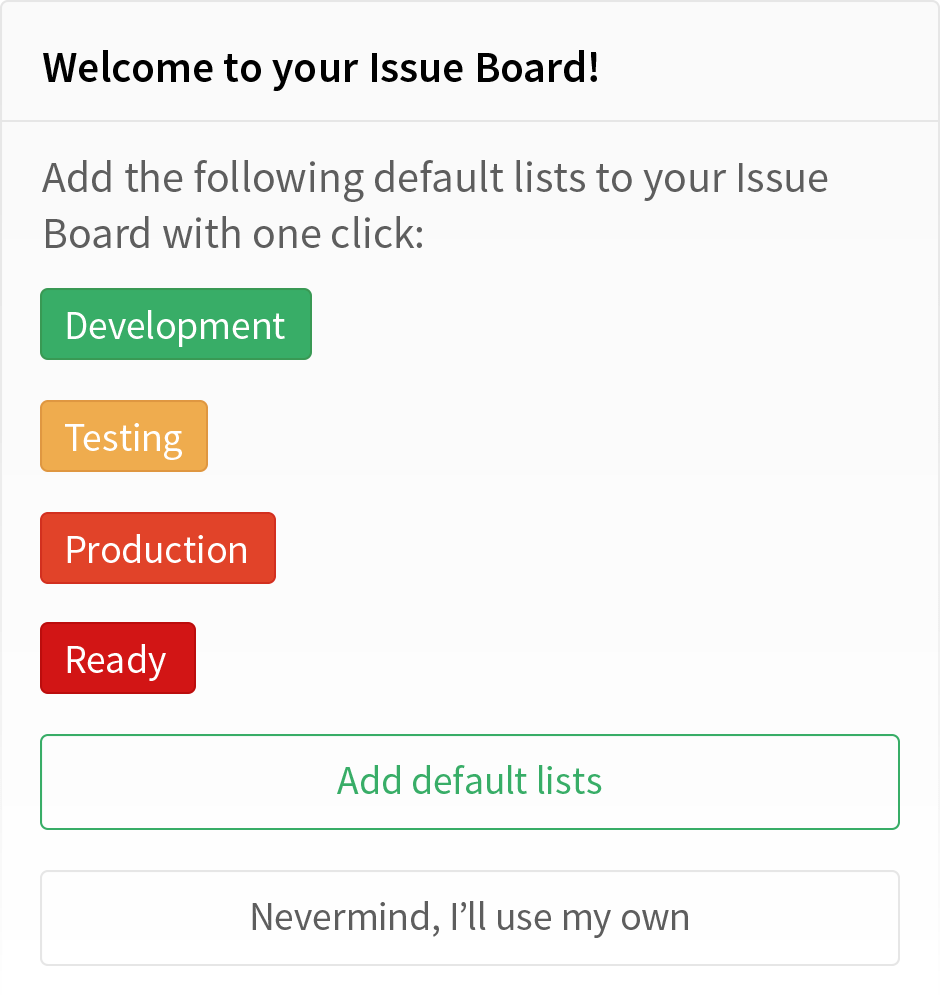 Welcome to your Issue Board!
Add the following default lists to your Issue
Board with one click:
Development
Testing
Production
Ready
Add default lists
Nevermind, I’ll use my own